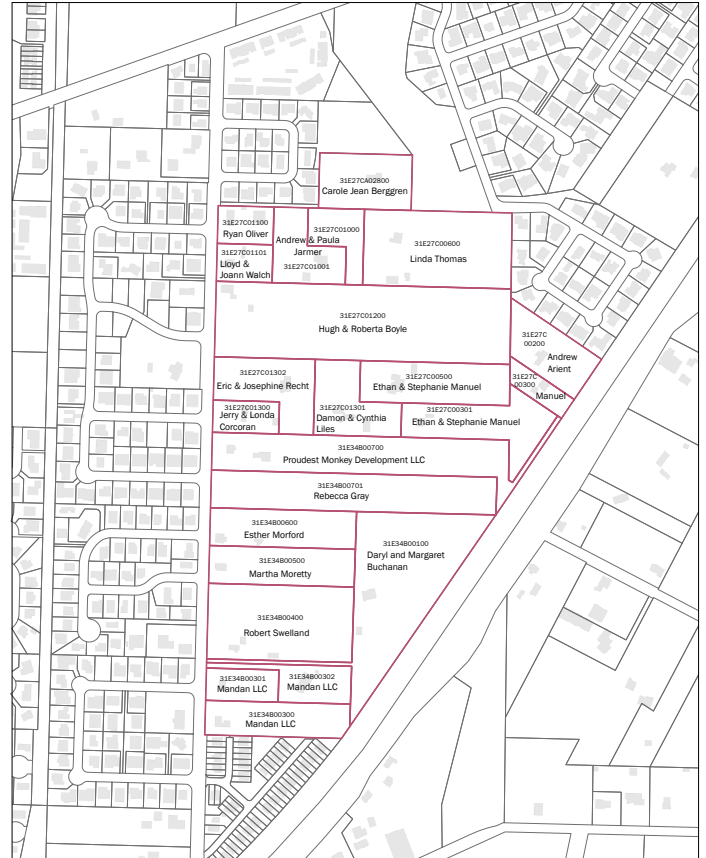 31E27CA02800
Carole Jean Berggren
31E27C01100
Ryan Oliver
31E27C01101
Lloyd &
Joann Walch
31E27C01000
Andrew & Paula
Jarmer
31E27C01001
31E27C00600
Linda Thomas
31E27C01200
Hugh & Roberta Boyle
31E27C
00200
Andrew
Arient
31E27C
00300
Manuel
31E27C01302
Eric & Josephine Recht
31E27C00500
Ethan & Stephanie Manuel
31E27C01300
Jerry & Londa
Corcoran
31E27C01301
Damon & Cynthia
Liles
31E27C00301
Ethan & Stephanie Manuel
31E34B00700
Proudest Monkey Development LLC
31E34B00701
Rebecca Gray
31E34B00600
Esther Morford
31E34B00100
Daryl and Margaret
Buchanan
31E34B00500
Martha Moretty
31E34B00400
Robert Swelland
31E34B00301
Mandan LLC
31E34B00302
Mandan LLC
31E34B00300
Mandan LLC